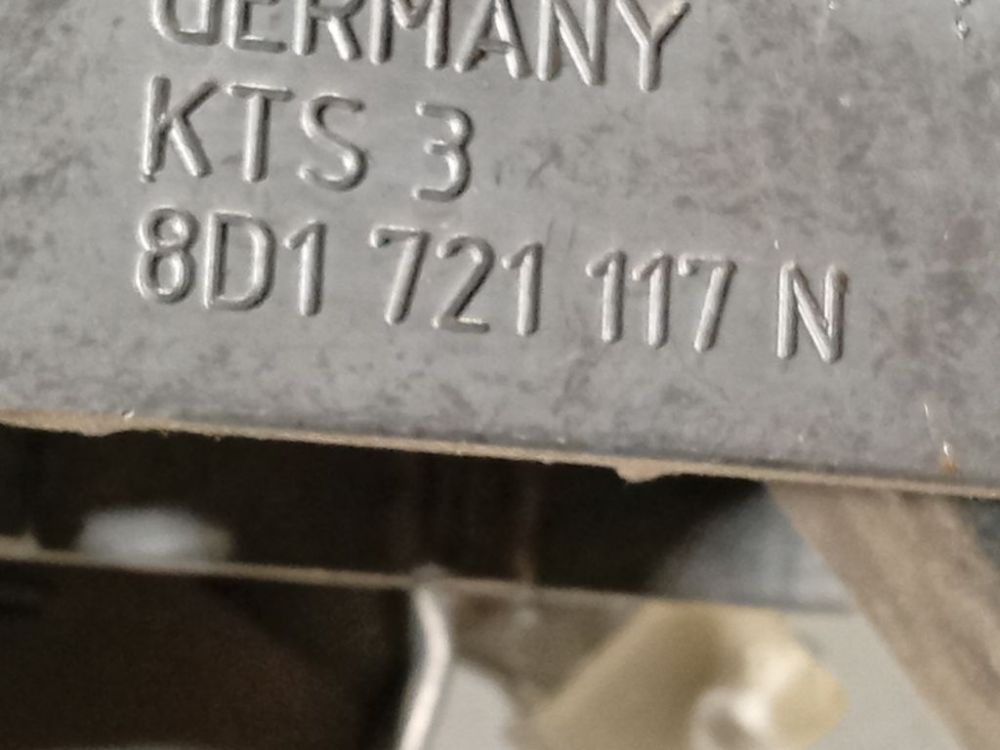 GERMANY
KTS 3
8D1 721 117 N